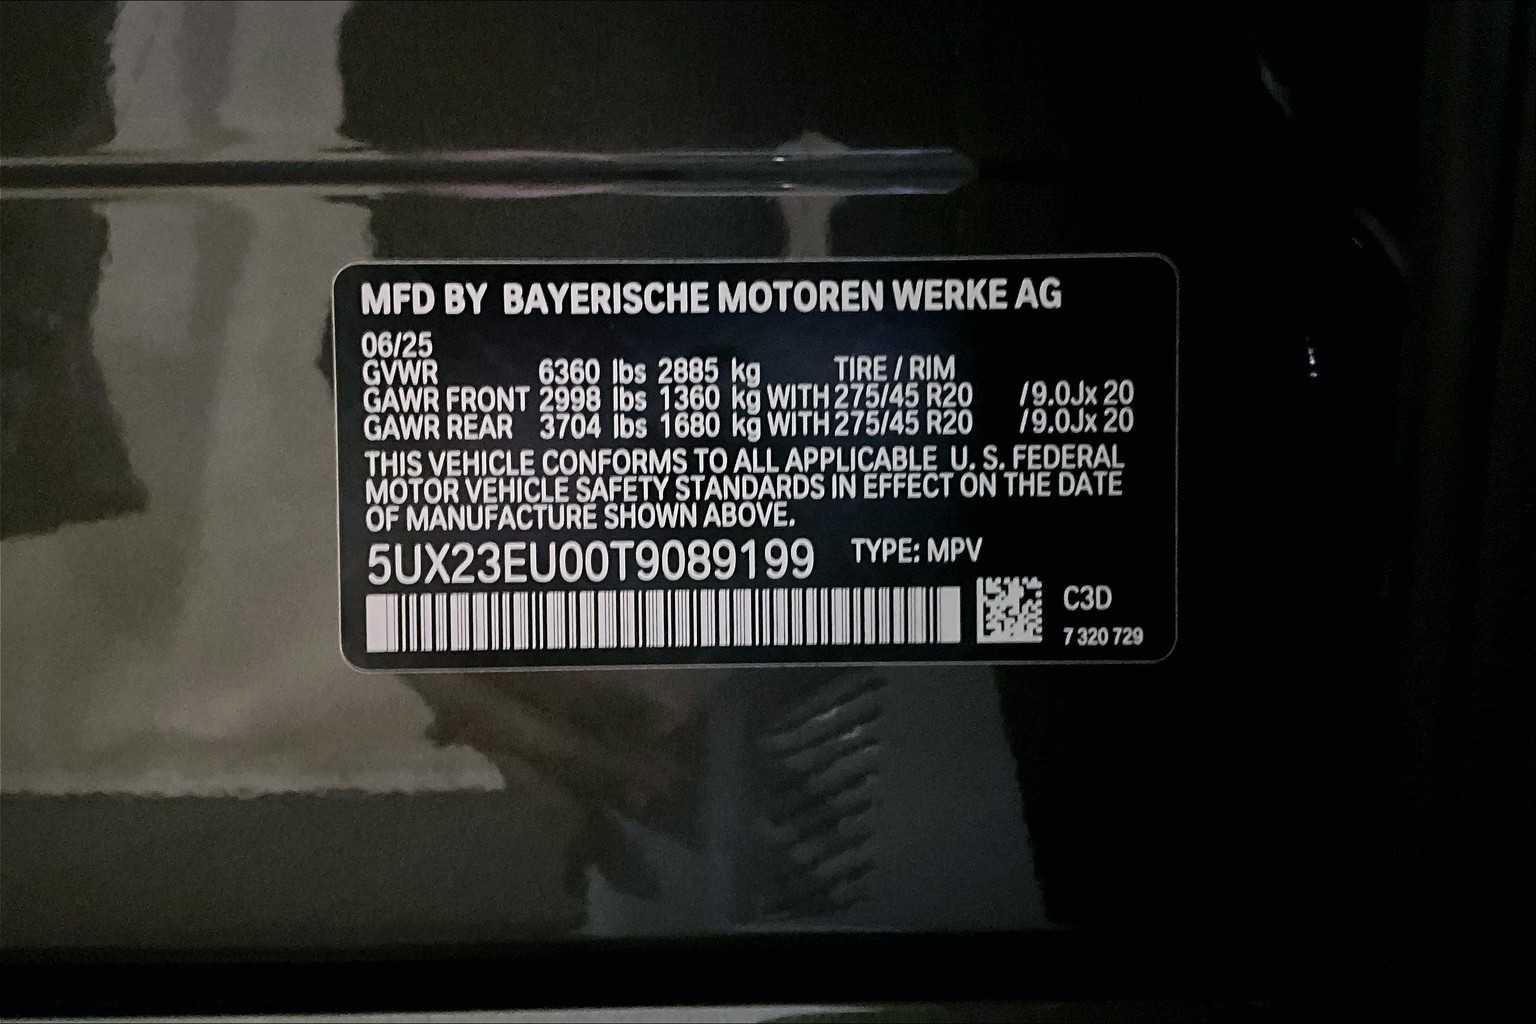 MFD BY BAYERISCHE MOTOREN WERKE AG
06/25
GVWR 6360 lbs 2885 kg TIRE / RIM
GAWR FRONT 2998 lbs 1360 kg WITH 275/45 R20 /9.0Jx 20
GAWR REAR 3704 lbs 1680 kg WITH 275/45 R20 /9.0Jx 20
THIS VEHICLE CONFORMS TO ALL APPLICABLE U. S. FEDERAL
MOTOR VEHICLE SAFETY STANDARDS IN EFFECT ON THE DATE
OF MANUFACTURE SHOWN ABOVE.
5UX23EU00T9089199 TYPE: MPV
C3D
7 320 729